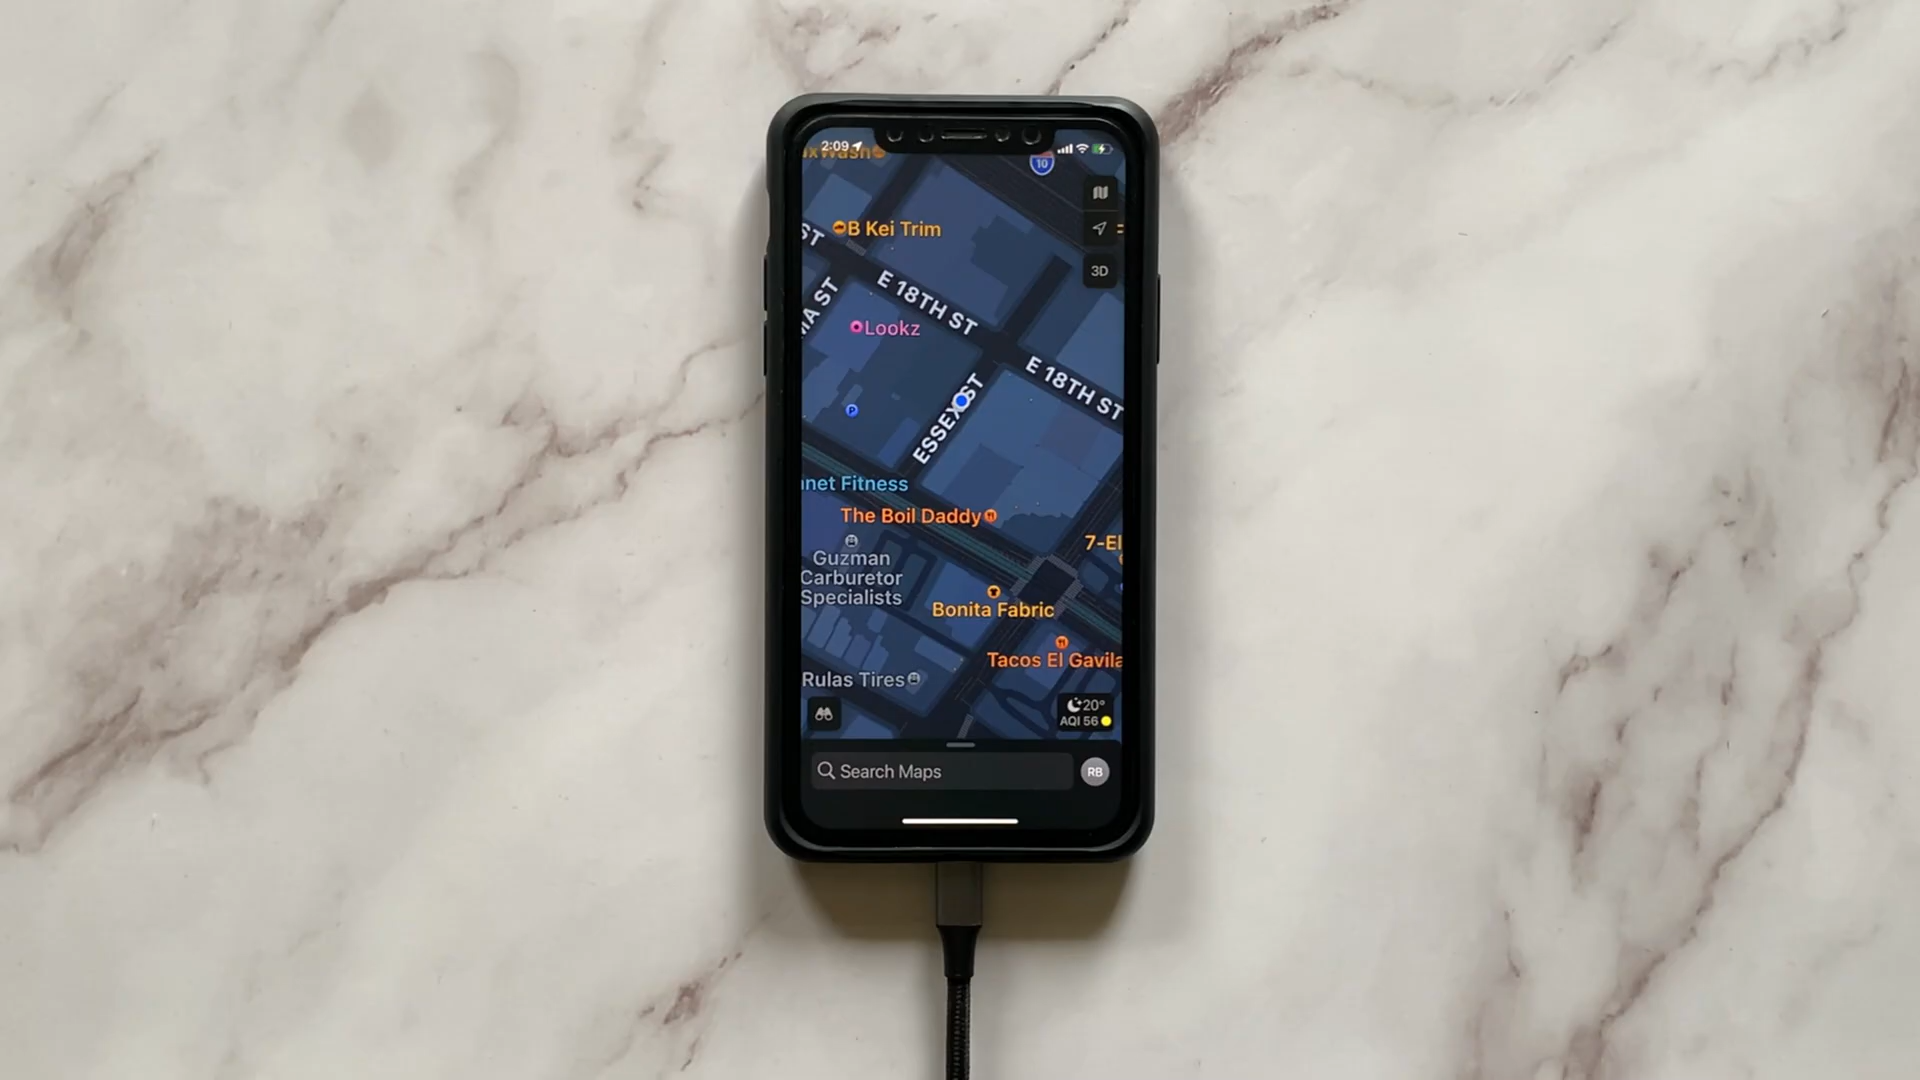 2:09
10
B Kei Trim
ST
3D
E 18TH ST
MA ST
Lookz
E 18TH ST
ESSEX ST
P
net Fitness
The Boil Daddy
7-El
Guzman
Carburetor
Specialists
Bonita Fabric
Tacos El Gavila
Rulas Tires
20°
AQI 56
Search Maps
RB